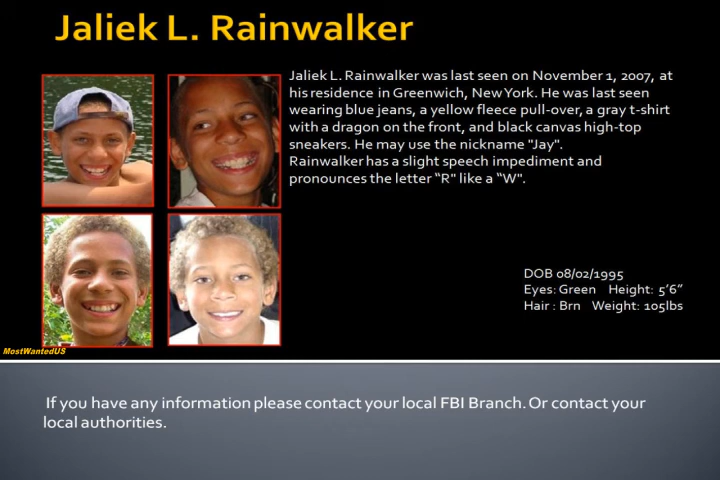 Jaliek L. Rainwalker
Jaliek L. Rainwalker was last seen on November 1, 2007, at
his residence in Greenwich, New York. He was last seen
wearing blue jeans, a yellow fleece pull-over, a gray t-shirt
with a dragon on the front, and black canvas high-top
sneakers. He may use the nickname "Jay".
Rainwalker has a slight speech impediment and
pronounces the letter “R" like a “W".
DOB 08/02/1995
Eyes: Green Height: 5’6”
Hair : Brn Weight: 105lbs
MostWantedUS
If you have any information please contact your local FBI Branch. Or contact your
local authorities.